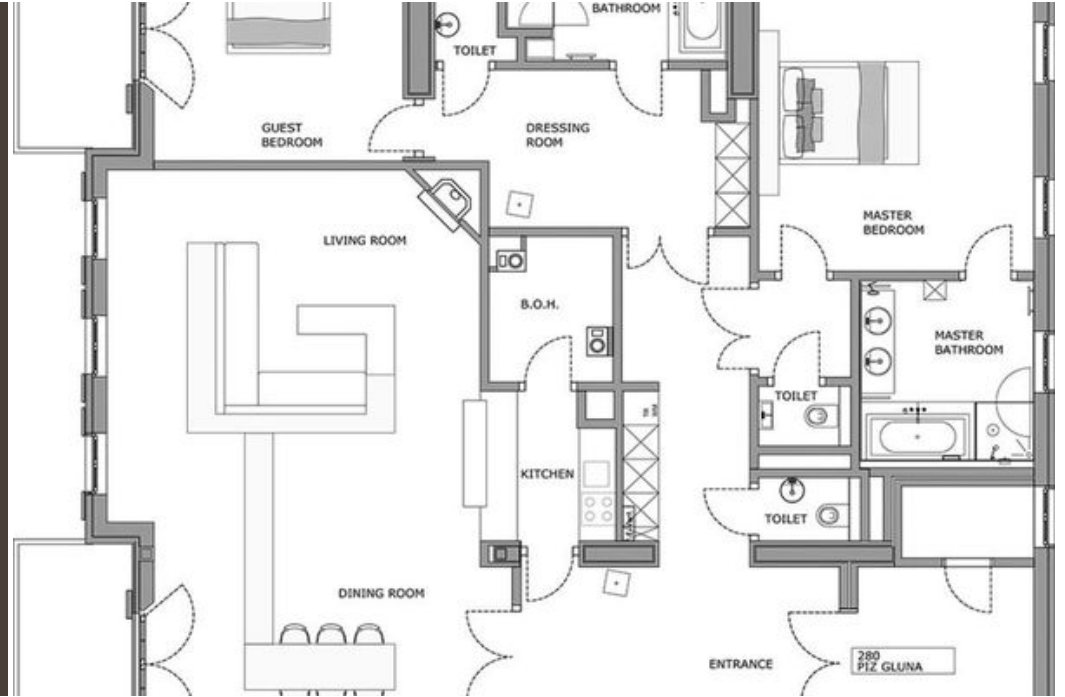 BATHROOM
TOILET
GUEST
BEDROOM
DRESSING
ROOM
MASTER
BEDROOM
LIVING ROOM
B.O.H.
MASTER
BATHROOM
TOILET
KITCHEN
TOILET
DINING ROOM
ENTRANCE
280
PIZ GLUNA